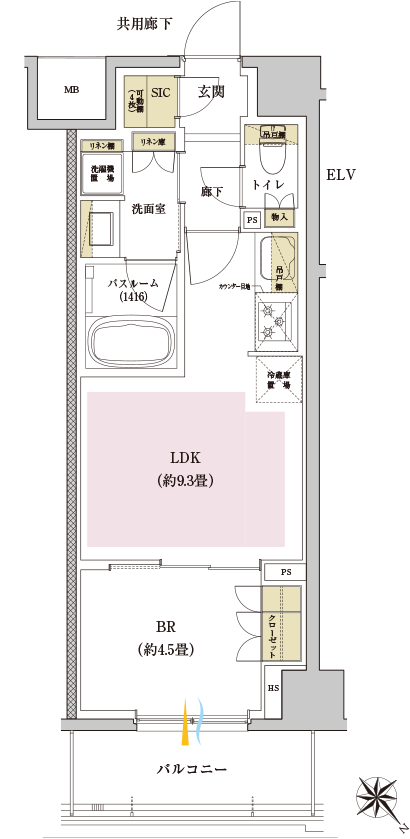 共用廊下
MB
可動棚
(4枚)
SIC
玄関
吊戸棚
リネン棚
リネン庫
洗濯機
置場
洗面室
廊下
トイレ
ELV
PS
物入
バスルーム
(1416)
カウンター目地
吊戸棚
冷蔵庫
置場
LDK
(約9.3畳)
PS
BR
(約4.5畳)
クローゼット
HS
バルコニー
N